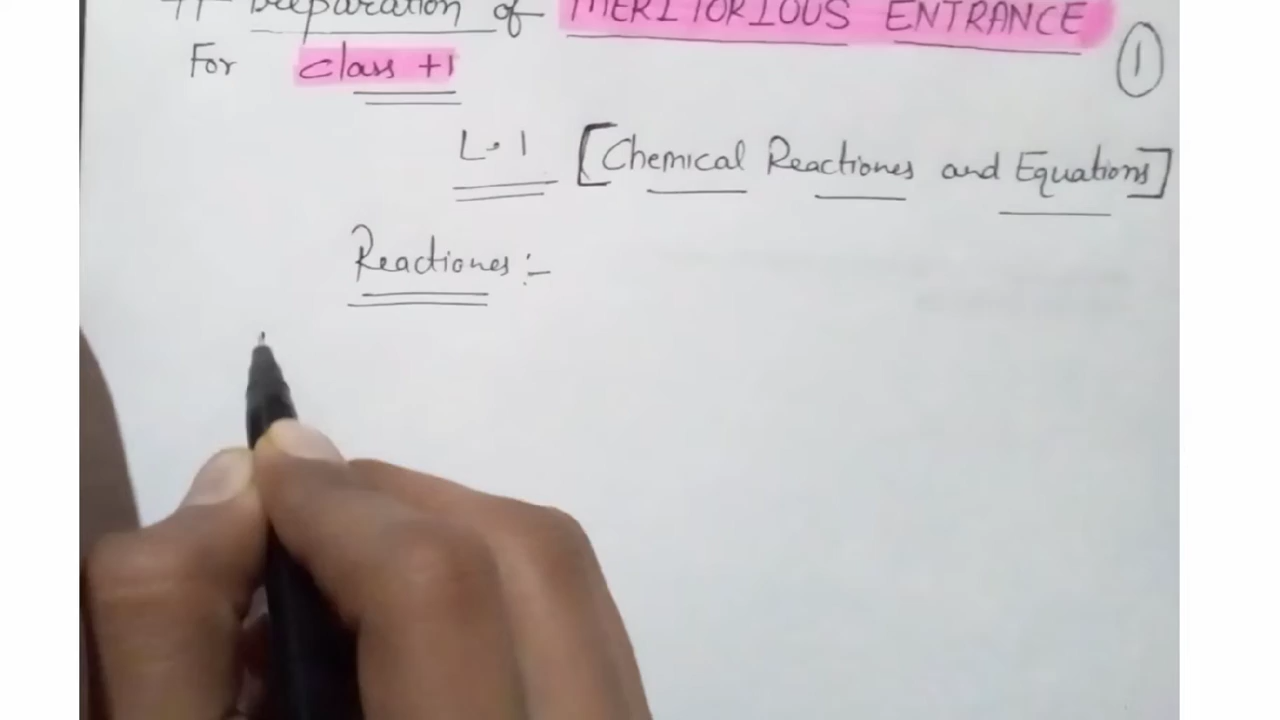 Preparation of MERITORIOUS ENTRANCE
For class +1
1
L.1 [Chemical Reactiones and Equations]
Reactiones :-